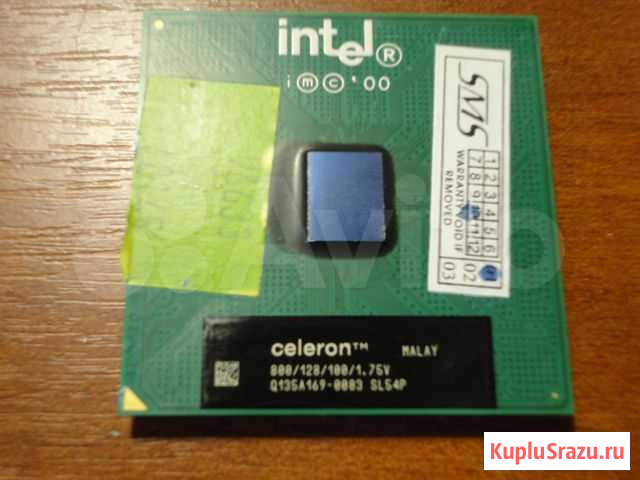 intel®
i ⓜ ⓒ '00
SMS
WARRANTY VOID IF
REMOVED
1 2 3 4 5 6
7 8 9 10 11 12
01 02 03
Avito
celeron™ MALAY
800/128/100/1.75V
Q135A169-0083 SL54P
KupluSrazu.ru